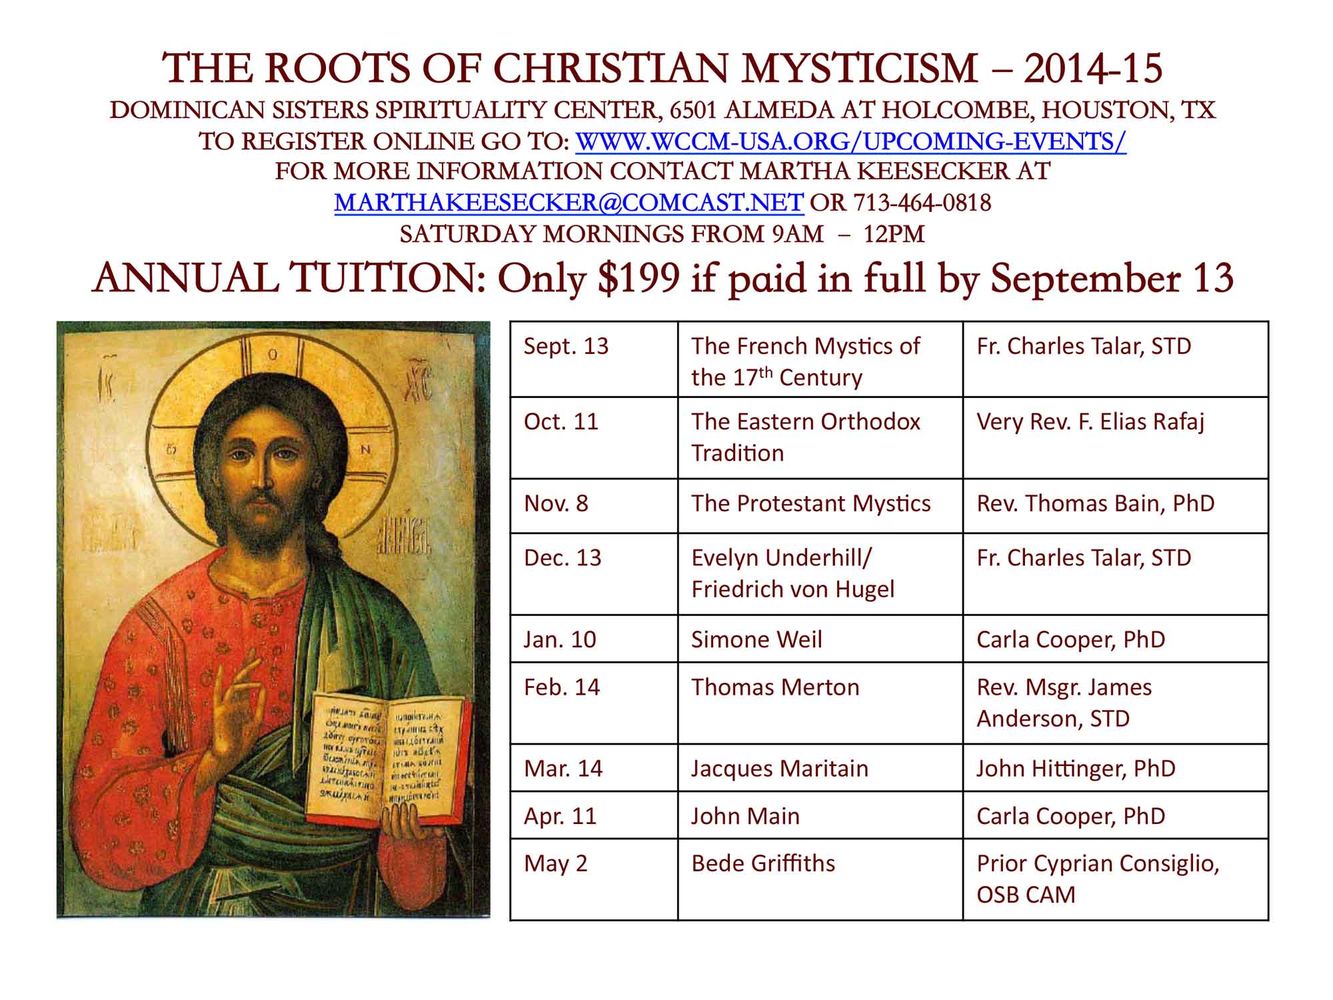 THE ROOTS OF CHRISTIAN MYSTICISM – 2014-15
DOMINICAN SISTERS SPIRITUALITY CENTER, 6501 ALMEDA AT HOLCOMBE, HOUSTON, TX
TO REGISTER ONLINE GO TO: WWW.WCCM-USA.ORG/UPCOMING-EVENTS/
FOR MORE INFORMATION CONTACT MARTHA KEESECKER AT
MARTHAKEESECKER@COMCAST.NET OR 713-464-0818
SATURDAY MORNINGS FROM 9AM – 12PM
ANNUAL TUITION: Only $199 if paid in full by September 13
Sept. 13 The French Mystics of Fr. Charles Talar, STD
the 17th Century
Oct. 11 The Eastern Orthodox Very Rev. F. Elias Rafaj
Tradition
Nov. 8 The Protestant Mystics Rev. Thomas Bain, PhD
Dec. 13 Evelyn Underhill/ Fr. Charles Talar, STD
Friedrich von Hugel
Jan. 10 Simone Weil Carla Cooper, PhD
Feb. 14 Thomas Merton Rev. Msgr. James
Anderson, STD
Mar. 14 Jacques Maritain John Hittinger, PhD
Apr. 11 John Main Carla Cooper, PhD
May 2 Bede Griffiths Prior Cyprian Consiglio,
OSB CAM